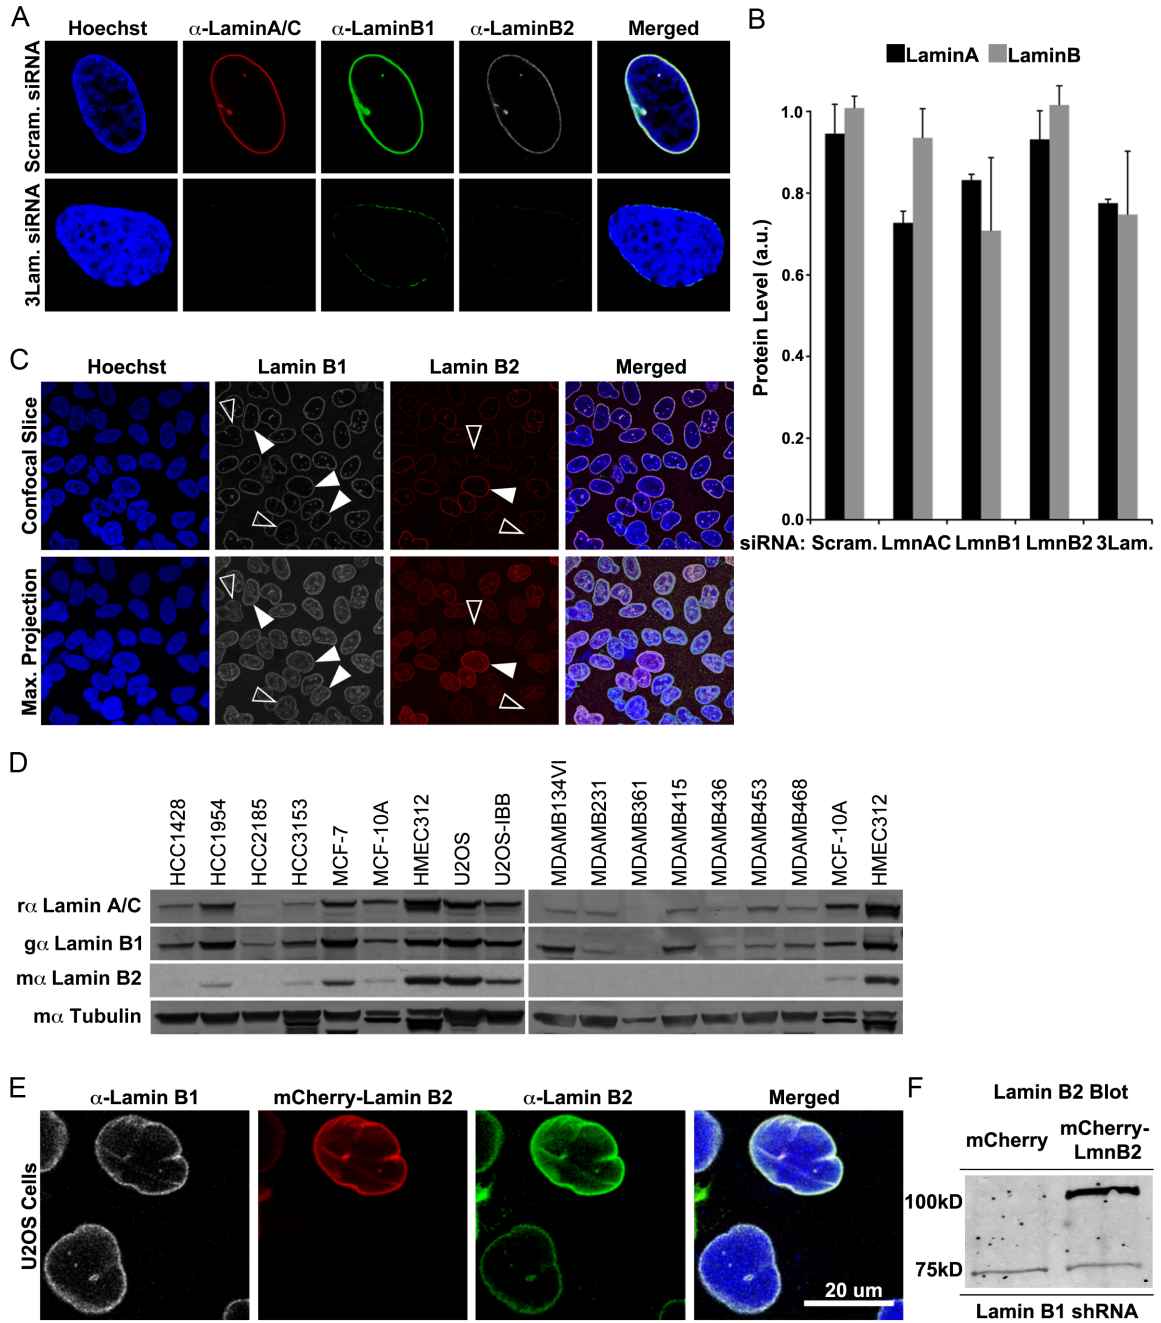 A
Hoechst α-LaminA/C α-LaminB1 α-LaminB2 Merged
Scram. siRNA
3Lam. siRNA
B
LaminA LaminB
Protein Level (a.u.)
1.0
0.8
0.6
0.4
0.2
0.0
siRNA: Scram. LmnAC LmnB1 LmnB2 3Lam.
C
Hoechst Lamin B1 Lamin B2 Merged
Confocal Slice
Max. Projection
D
HCC1428 HCC1954 HCC2185 HCC3153 MCF-7 MCF-10A HMEC312 U2OS U2OS-IBB MDAMB134VI MDAMB231 MDAMB361 MDAMB415 MDAMB436 MDAMB453 MDAMB468 MCF-10A HMEC312
rα Lamin A/C
gα Lamin B1
mα Lamin B2
mα Tubulin
E
α-Lamin B1 mCherry-Lamin B2 α-Lamin B2 Merged
U2OS Cells
20 um
F
Lamin B2 Blot
mCherry mCherry-
LmnB2
100kD
75kD
Lamin B1 shRNA